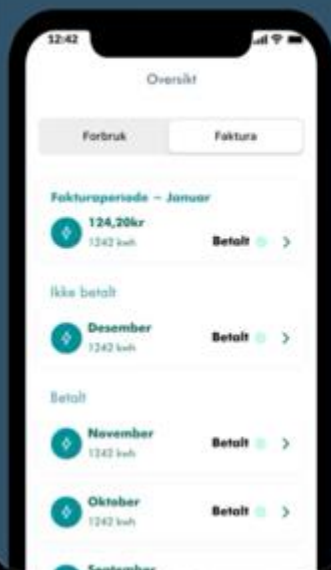 12:42
Oversikt
Forbruk
Faktura
Fakturaperiode – Januar
124,20kr
1242 kwh
Betalt
Ikke betalt
Desember
1242 kwh
Betalt
Betalt
November
1242 kwh
Betalt
Oktober
1242 kwh
Betalt
September